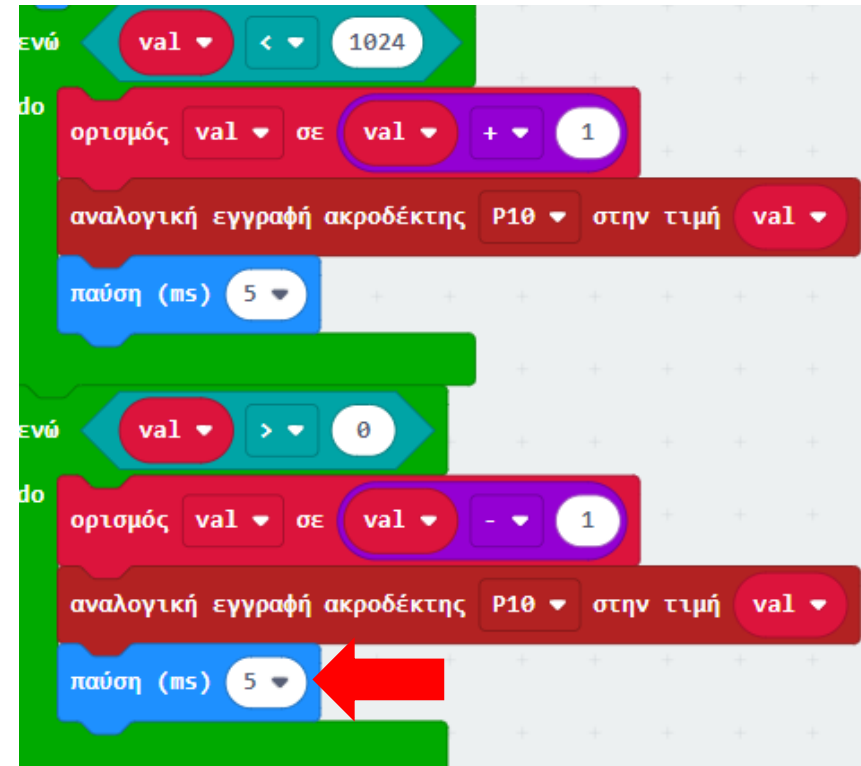 ενώ val < 1024
do
ορισμός val σε val + 1
αναλογική εγγραφή ακροδέκτης P10 στην τιμή val
παύση (ms) 5
ενώ val > 0
do
ορισμός val σε val - 1
αναλογική εγγραφή ακροδέκτης P10 στην τιμή val
παύση (ms) 5